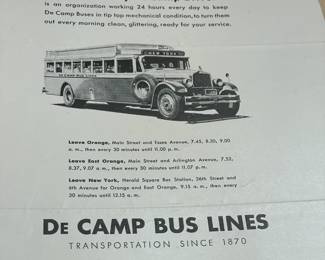 is an organization working 24 hours every day to keep
De Camp Buses in tip top mechanical condition, to turn them
out every morning clean, glittering, ready for your service.
NEW YORK
DE CAMP BUS LINES
Leave Orange, Main Street and Essex Avenue, 7.45, 8.30, 9.00
a. m., then every 30 minutes until 11.00 p. m.
Leave East Orange, Main Street and Arlington Avenue, 7.52,
8.37, 9.07 a. m., then every 30 minutes until 11.07 p. m.
Leave New York, Herald Square Bus Station, 36th Street and
6th Avenue for Orange and East Orange, 9.15 a. m., then every
30 minutes until 12.15 a. m.
DE CAMP BUS LINES
TRANSPORTATION SINCE 1870